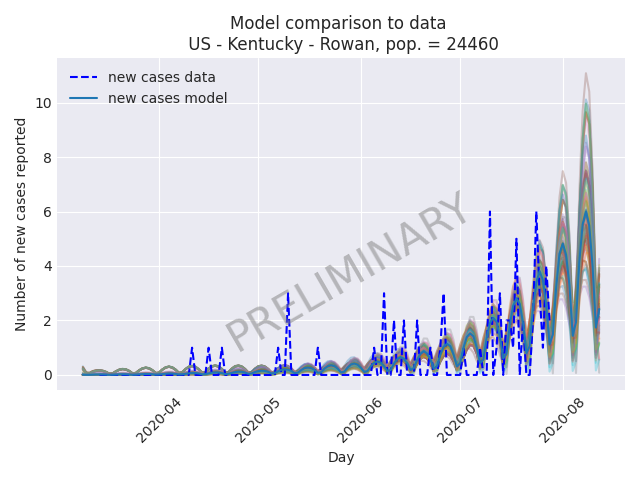 Model comparison to data
US - Kentucky - Rowan, pop. = 24460
new cases data
new cases model
Number of new cases reported
10
8
6
4
2
0
PRELIMINARY
2020-04
2020-05
2020-06
2020-07
2020-08
Day